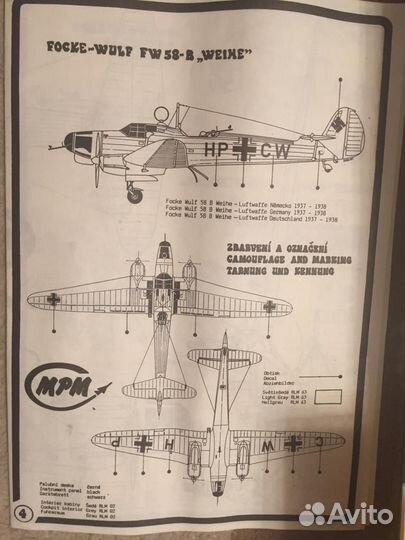 FOCKE-WULF FW 58-B „WEIHE"
HP CW
Focke Wulf 58 B Weihe - Luftwaffe Německo 1937 - 1938
Focke Wulf 58 B Weihe - Luftwaffe Germany 1937 - 1938
Focke Wulf 58 B Weihe - Luftwaffe Deutschland 1937 - 1938
ZBARVENÍ A OZNAČENÍ
CAMOUFLAGE AND MARKING
TARNUNG UND KENNUNG
MPM
Obtisk
Decal
Abziehbilder
Světlešedá RLM 63
Light Gray RLM 63
Hellgrau RLM 63
W C H P
Palubní deska černá
Instrument panel black
Gerätebrett schwarz
Interiér kabiny Šedá RLM 02
Cockpit interior Grey RLM 02
Führerraum Grau RLM 02
4
Avito